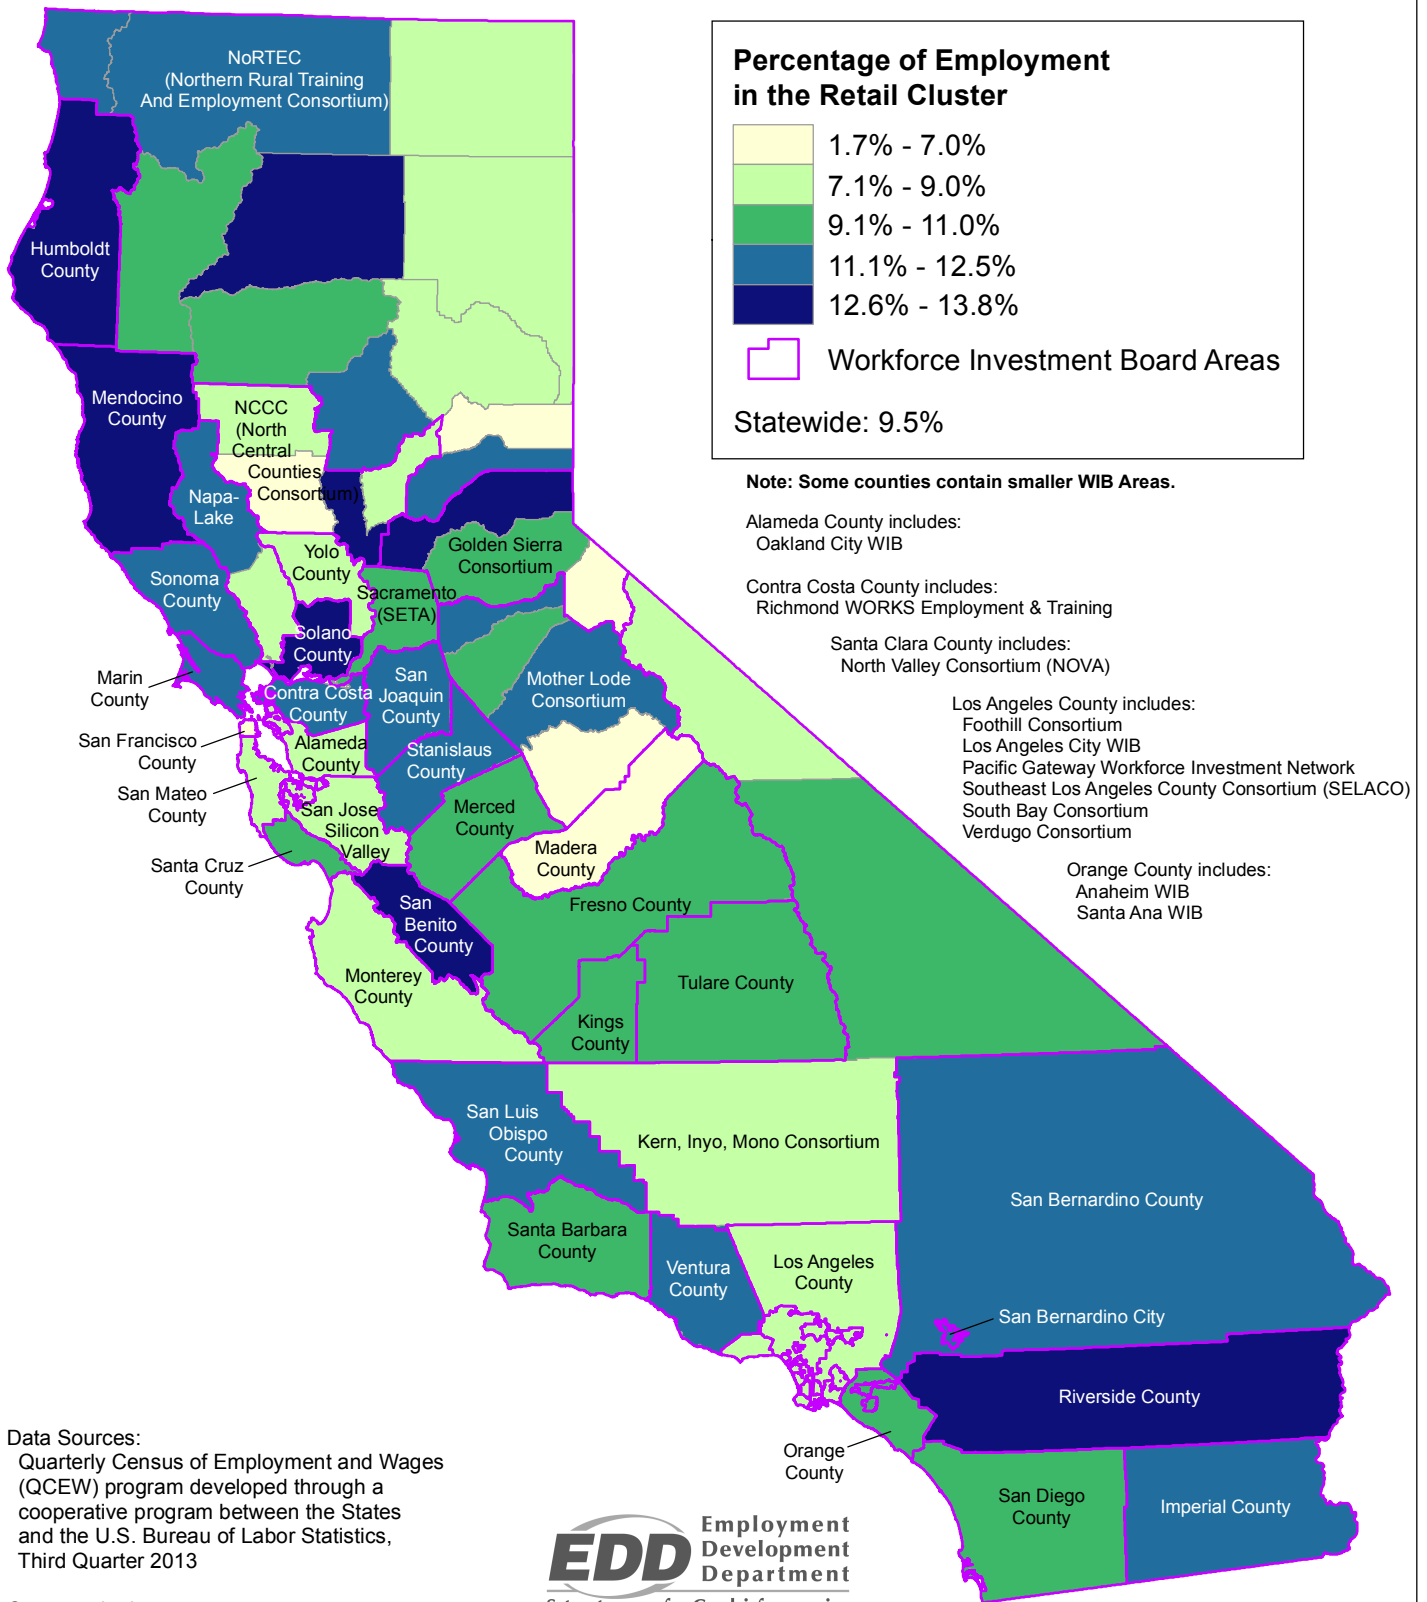 NoRTEC
(Northern Rural Training
And Employment Consortium)
Percentage of Employment
in the Retail Cluster
1.7% - 7.0%
7.1% - 9.0%
9.1% - 11.0%
11.1% - 12.5%
12.6% - 13.8%
Workforce Investment Board Areas
Statewide: 9.5%
Note: Some counties contain smaller WIB Areas.
Alameda County includes:
Oakland City WIB
Contra Costa County includes:
Richmond WORKS Employment & Training
Santa Clara County includes:
North Valley Consortium (NOVA)
Los Angeles County includes:
Foothill Consortium
Los Angeles City WIB
Pacific Gateway Workforce Investment Network
Southeast Los Angeles County Consortium (SELACO)
South Bay Consortium
Verdugo Consortium
Orange County includes:
Anaheim WIB
Santa Ana WIB
Humboldt
County
Mendocino
County
NCCC
(North
Central
Counties
Consortium)
Napa-
Lake
Yolo
County
Golden Sierra
Consortium
Sonoma
County
Sacramento
(SETA)
Solano
County
Marin
County
Contra Costa
County
San
Joaquin
County
Mother Lode
Consortium
San Francisco
County
Alameda
County
Stanislaus
County
San Mateo
County
San Jose
Silicon
Valley
Merced
County
Santa Cruz
County
Madera
County
San
Benito
County
Fresno County
Monterey
County
Tulare County
Kings
County
San Luis
Obispo
County
Kern, Inyo, Mono Consortium
San Bernardino County
Santa Barbara
County
Ventura
County
Los Angeles
County
San Bernardino City
Riverside County
Orange
County
San Diego
County
Imperial County
Data Sources:
Quarterly Census of Employment and Wages
(QCEW) program developed through a
cooperative program between the States
and the U.S. Bureau of Labor Statistics,
Third Quarter 2013
EDD
Employment
Development
Department